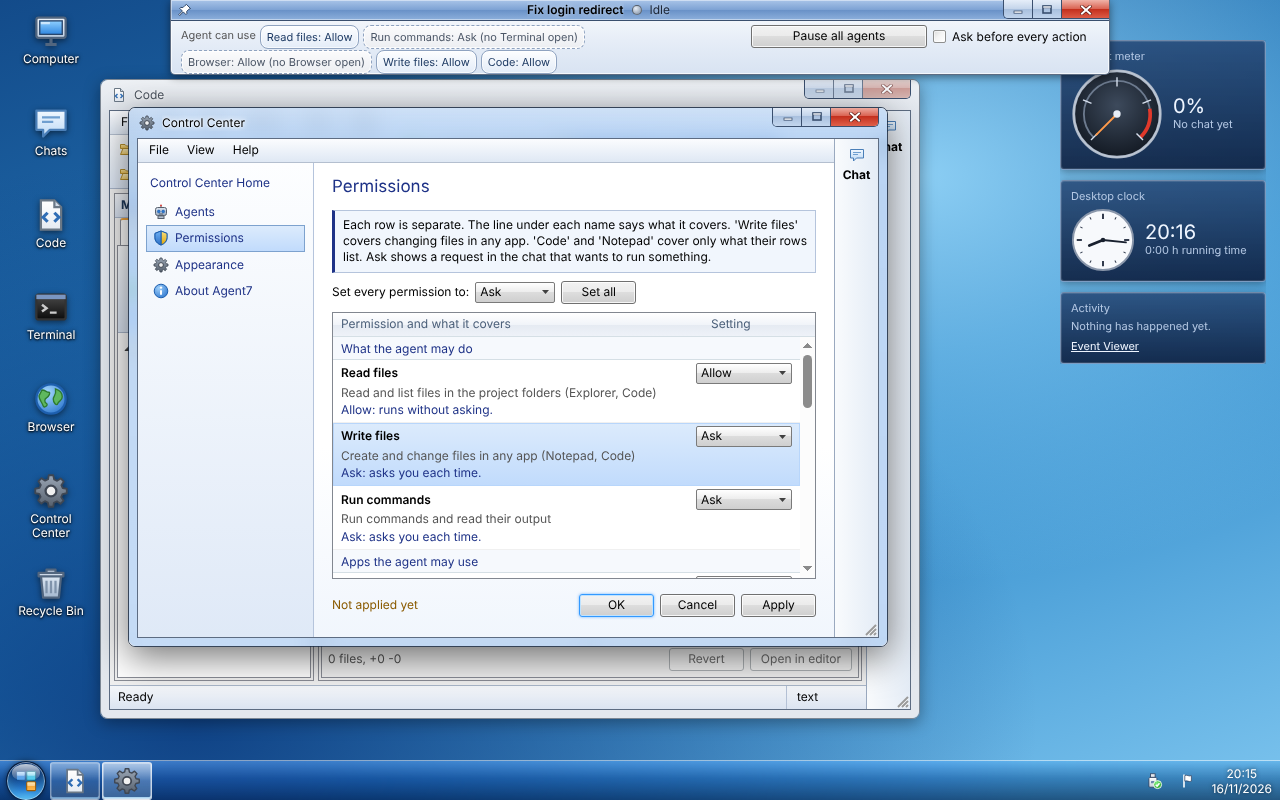 Fix login redirect Idle
Agent can use Read files: Allow Run commands: Ask (no Terminal open)
Browser: Allow (no Browser open) Write files: Allow Code: Allow
Pause all agents Ask before every action
Computer
Chats
Code
Terminal
Browser
Control
Center
Recycle Bin
Code
Control Center
File View Help
Control Center Home
Agents
Permissions
Appearance
About Agent7
Permissions
Each row is separate. The line under each name says what it covers. 'Write files'
covers changing files in any app. 'Code' and 'Notepad' cover only what their rows
list. Ask shows a request in the chat that wants to run something.
Set every permission to: Ask Set all
Permission and what it covers Setting
What the agent may do
Read files Allow
Read and list files in the project folders (Explorer, Code)
Allow: runs without asking.
Write files Ask
Create and change files in any app (Notepad, Code)
Ask: asks you each time.
Run commands Ask
Run commands and read their output
Ask: asks you each time.
Apps the agent may use
Not applied yet OK Cancel Apply
Chat
0 files, +0 -0 Revert Open in editor
Ready text
meter
0%
No chat yet
Desktop clock
20:16
0:00 h running time
Activity
Nothing has happened yet.
Event Viewer
20:15
16/11/2026